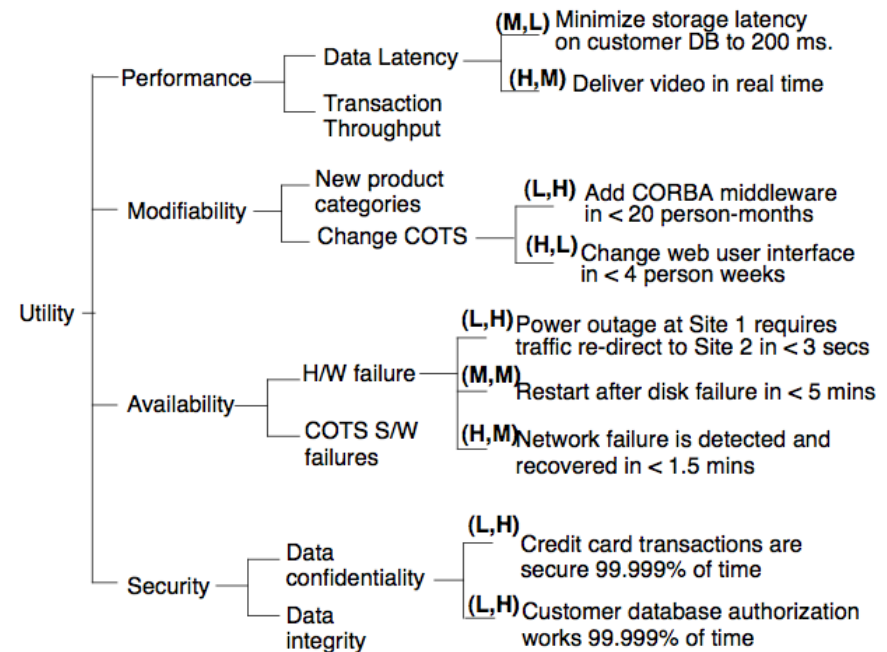 Utility
Performance
Data Latency
(M,L) Minimize storage latency
on customer DB to 200 ms.
(H,M) Deliver video in real time
Transaction
Throughput
Modifiability
New product
categories
Change COTS
(L,H) Add CORBA middleware
in < 20 person-months
(H,L) Change web user interface
in < 4 person weeks
Availability
H/W failure
(L,H) Power outage at Site 1 requires
traffic re-direct to Site 2 in < 3 secs
(M,M)
Restart after disk failure in < 5 mins
(H,M) Network failure is detected and
recovered in < 1.5 mins
COTS S/W
failures
Security
Data
confidentiality
(L,H)
Credit card transactions are
secure 99.999% of time
(L,H) Customer database authorization
works 99.999% of time
Data
integrity